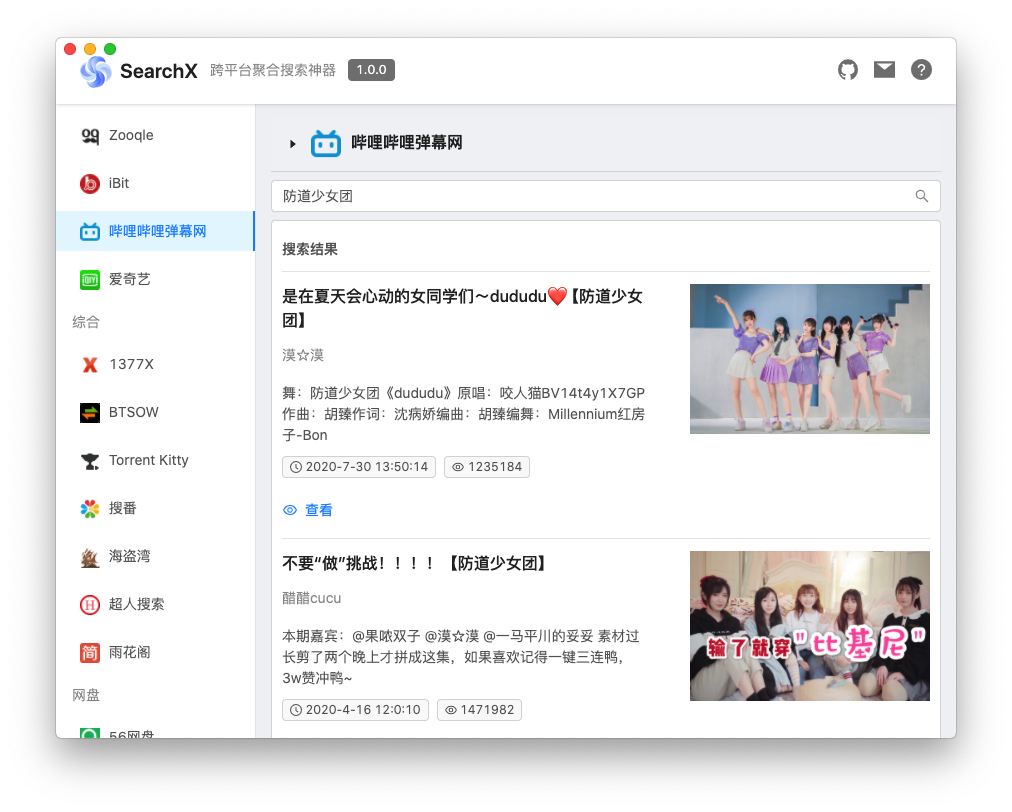 SearchX 跨平台聚合搜索神器 1.0.0
Zooqle
iBit
哔哩哔哩弹幕网
爱奇艺
综合
1377X
BTSOW
Torrent Kitty
搜番
海盗湾
超人搜索
简 雨花阁
网盘
56网盘
哔哩哔哩弹幕网
防道少女团
搜索结果
是在夏天会心动的女同学们～dududu❤️【防道少女
团】
漠☆漠
舞：防道少女团《dududu》原唱：咬人猫BV14t4y1X7GP
作曲：胡臻作词：沈病娇编曲：胡臻编舞：Millennium红房
子-Bon
2020-7-30 13:50:14 1235184
查看
不要“做”挑战！！！！【防道少女团】
醋醋cucu
本期嘉宾：@果哝双子 @漠☆漠 @一马平川的妥妥 素材过
长剪了两个晚上才拼成这集，如果喜欢记得一键三连鸭，
3w赞冲鸭~
2020-4-16 12:0:10 1471982
输了就穿"比基尼"